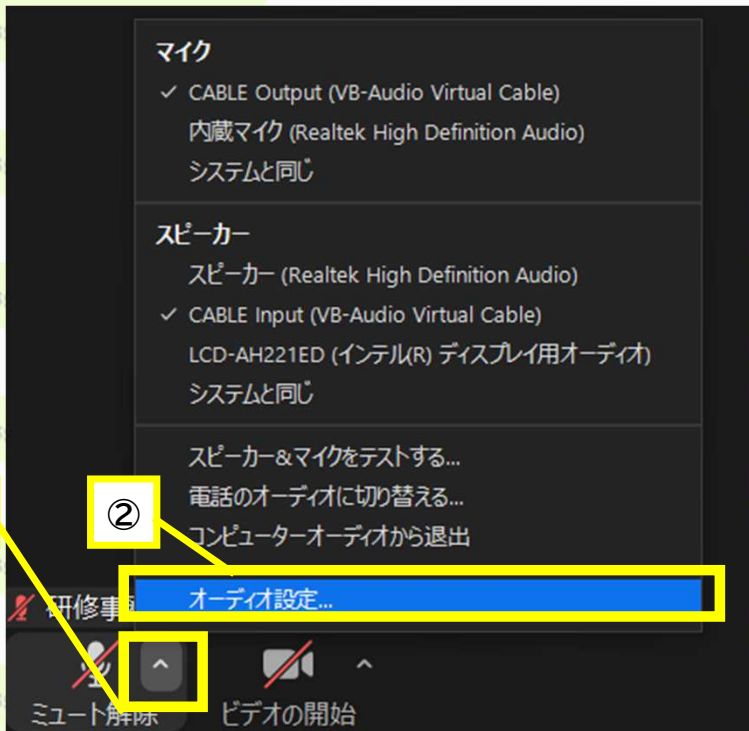 マイク
✓ CABLE Output (VB-Audio Virtual Cable)
内蔵マイク (Realtek High Definition Audio)
システムと同じ
スピーカー
スピーカー (Realtek High Definition Audio)
✓ CABLE Input (VB-Audio Virtual Cable)
LCD-AH221ED (インテル(R) ディスプレイ用オーディオ)
システムと同じ
スピーカー&マイクをテストする...
電話のオーディオに切り替える...
コンピューターオーディオから退出
②
オーディオ設定...
研修事
ミュート解除 ビデオの開始